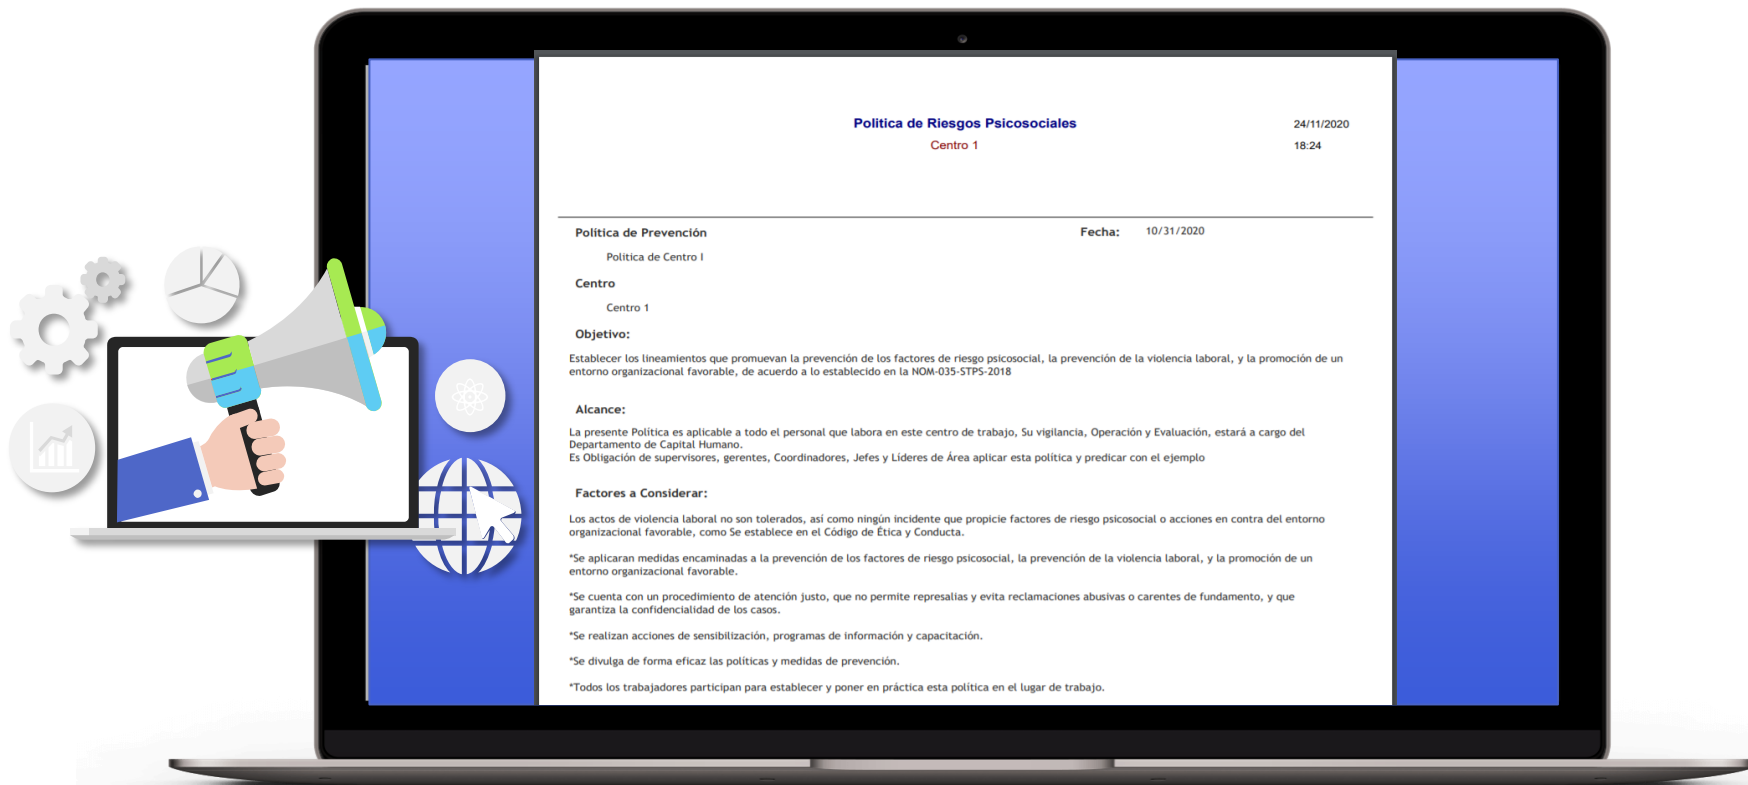 Politica de Riesgos Psicosociales
24/11/2020
Centro 1
18:24
Política de Prevención
Fecha:
10/31/2020
Politica de Centro I
Centro
Centro 1
Objetivo:
Establecer los lineamientos que promuevan la prevención de los factores de riesgo psicosocial, la prevención de la violencia laboral, y la promoción de un
entorno organizacional favorable, de acuerdo a lo establecido en la NOM-035-STPS-2018
Alcance:
La presente Política es aplicable a todo el personal que labora en este centro de trabajo, Su vigilancia, Operación y Evaluación, estará a cargo del
Departamento de Capital Humano.
Es Obligación de supervisores, gerentes, Coordinadores, Jefes y Líderes de Área aplicar esta política y predicar con el ejemplo
Factores a Considerar:
Los actos de violencia laboral no son tolerados, así como ningún incidente que propicie factores de riesgo psicosocial o acciones en contra del entorno
organizacional favorable, como Se establece en el Código de Ética y Conducta.
*Se aplicaran medidas encaminadas a la prevención de los factores de riesgo psicosocial, la prevención de la violencia laboral, y la promoción de un
entorno organizacional favorable.
*Se cuenta con un procedimiento de atención justo, que no permite represalias y evita reclamaciones abusivas o carentes de fundamento, y que
garantiza la confidencialidad de los casos.
*Se realizan acciones de sensibilización, programas de información y capacitación.
*Se divulga de forma eficaz las políticas y medidas de prevención.
*Todos los trabajadores participan para establecer y poner en práctica esta política en el lugar de trabajo.